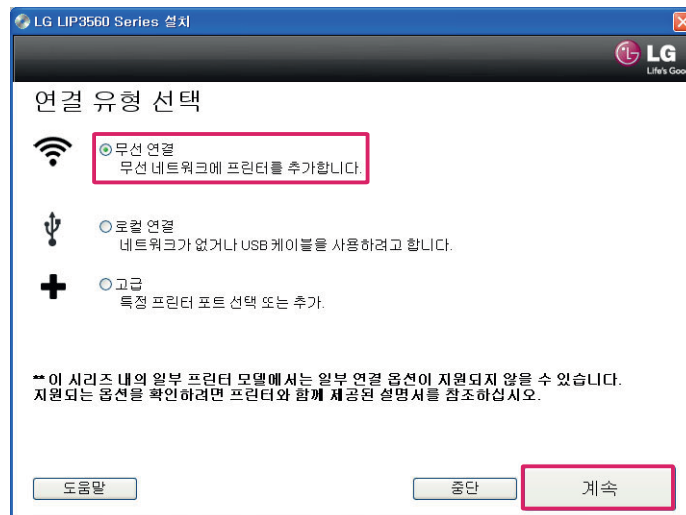 LG LIP3560 Series 설치
LG
Life's Good
연결 유형 선택
무선 연결
무선 네트워크에 프린터를 추가합니다.
로컬 연결
네트워크가 없거나 USB 케이블을 사용하려고 합니다.
고급
특정 프린터 포트 선택 또는 추가.
** 이 시리즈 내의 일부 프린터 모델에서는 일부 연결 옵션이 지원되지 않을 수 있습니다.
지원되는 옵션을 확인하려면 프린터와 함께 제공된 설명서를 참조하십시오.
도움말
중단
계속